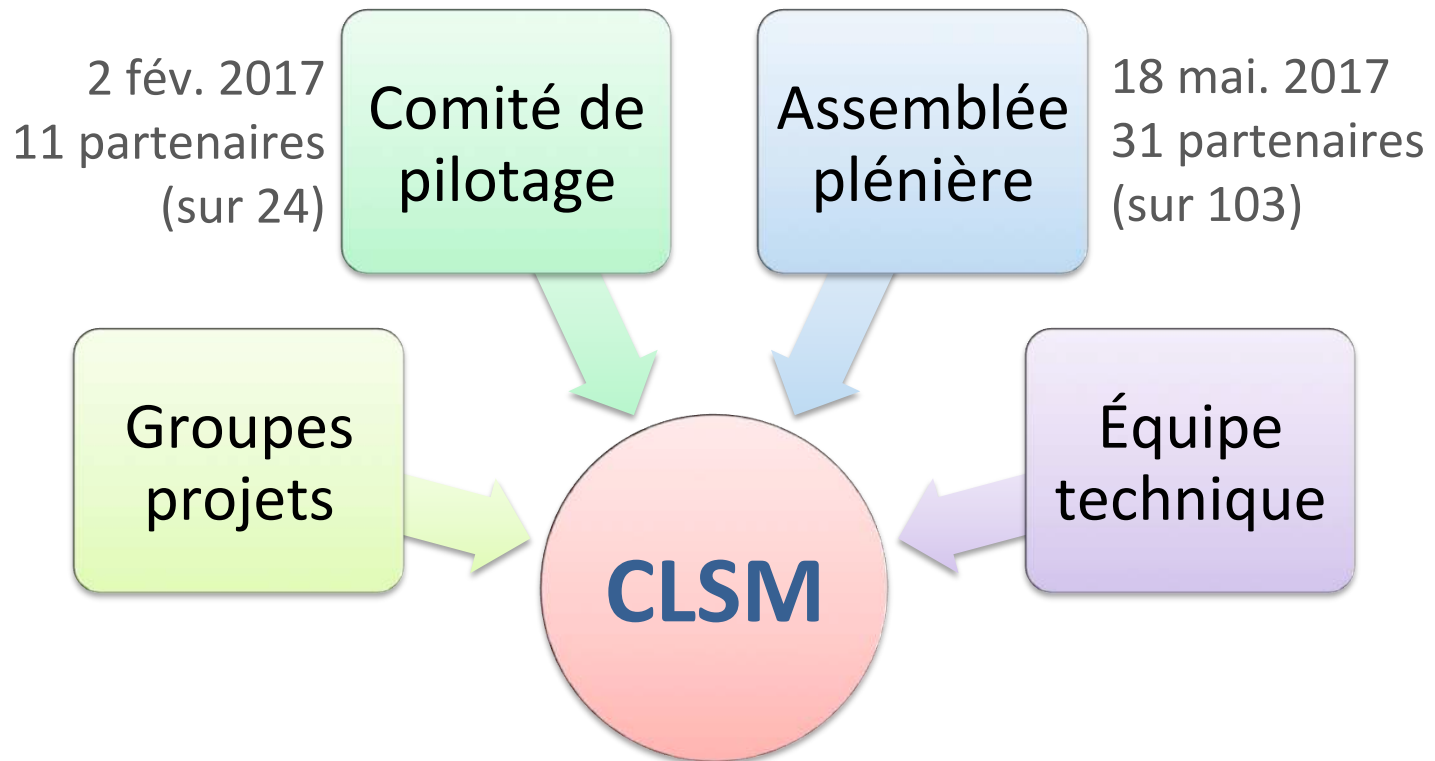 2 fév. 2017
11 partenaires
(sur 24)
Comité de
pilotage
Assemblée
plénière
18 mai. 2017
31 partenaires
(sur 103)
Groupes
projets
Équipe
technique
CLSM